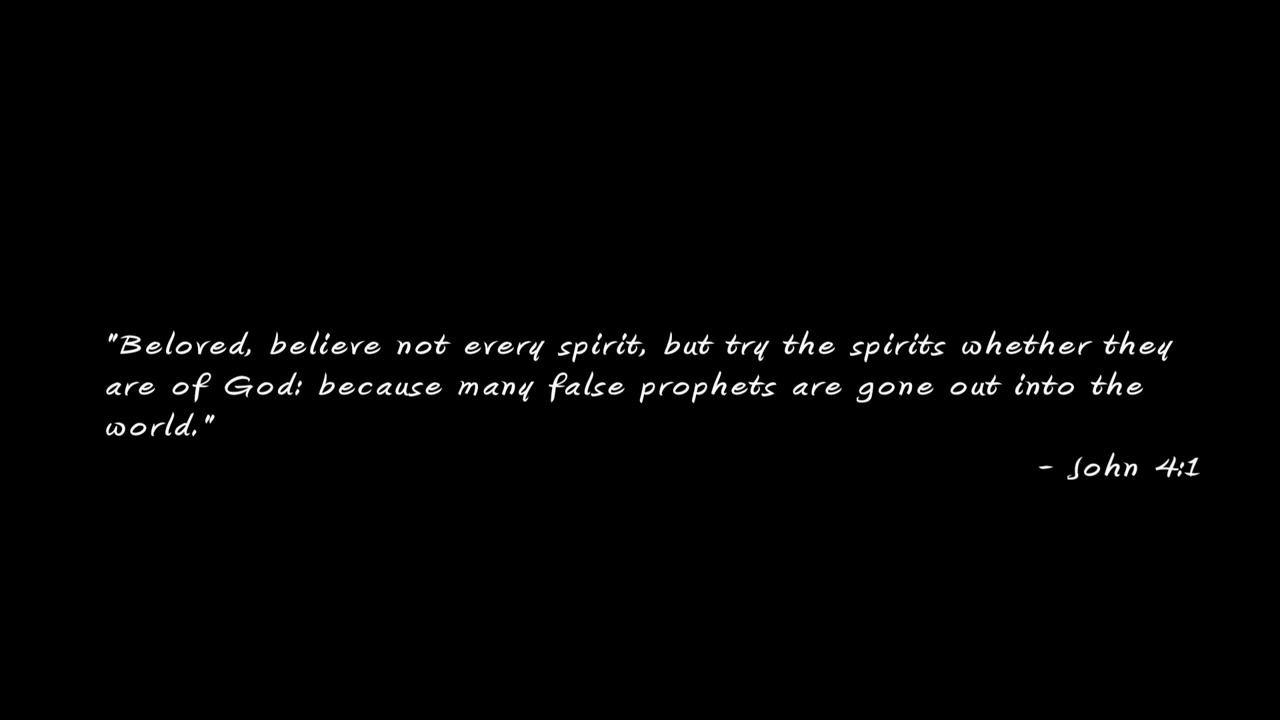 "Beloved, believe not every spirit, but try the spirits whether they
are of God: because many false prophets are gone out into the
world."
- John 4:1